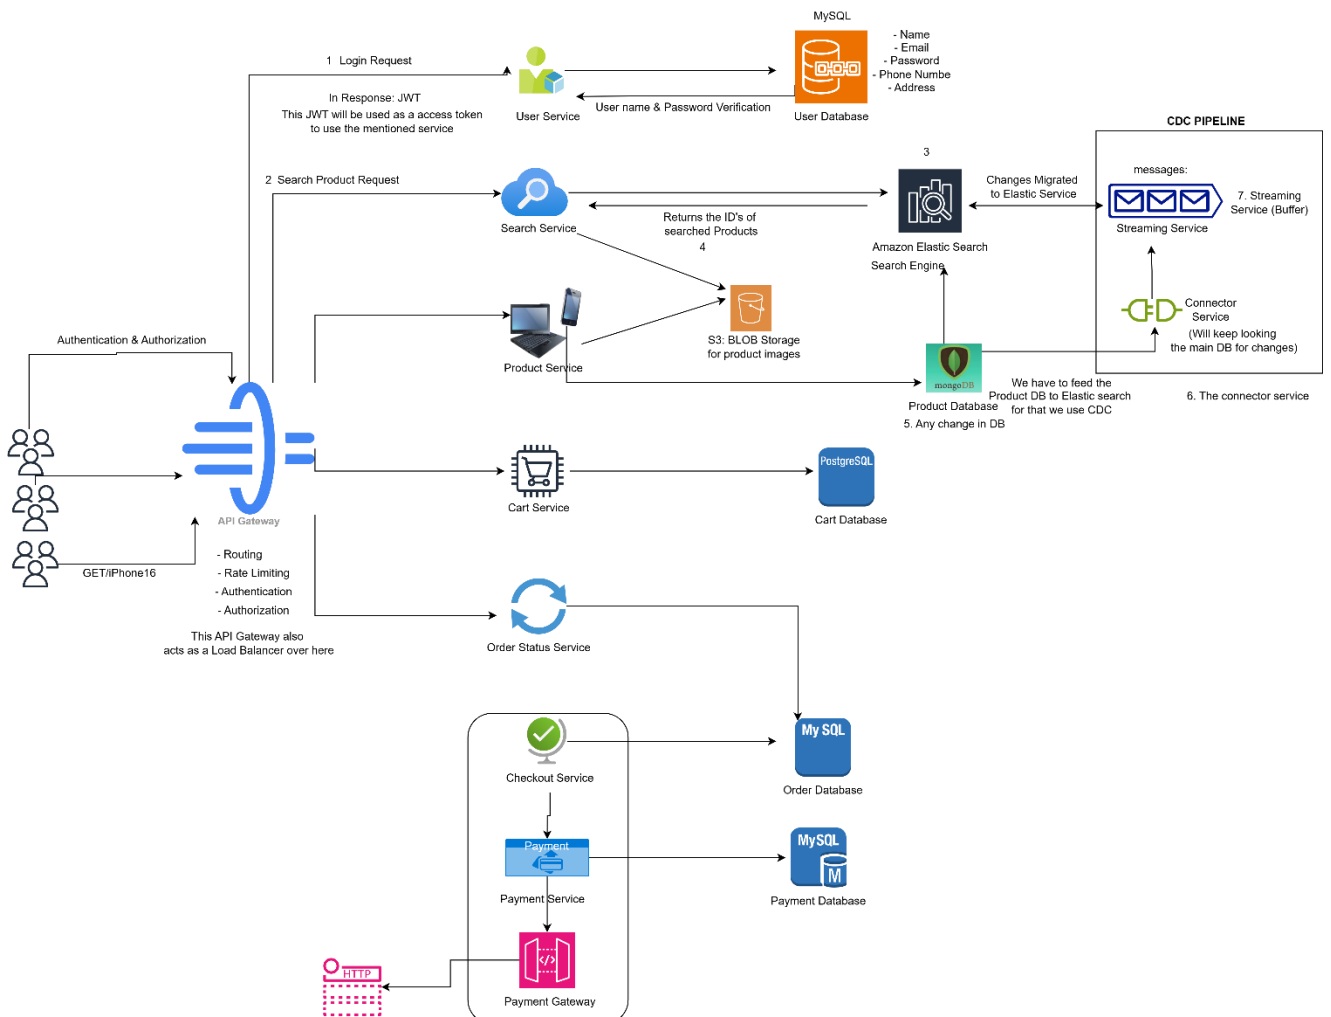 MySQL
- Name
- Email
- Password
- Phone Numbe
- Address
1 Login Request
In Response: JWT
This JWT will be used as a access token
to use the mentioned service
User Service
User name & Password Verification
User Database
CDC PIPELINE
2 Search Product Request
Search Service
3
Returns the ID's of
searched Products
4
Amazon Elastic Search
Search Engine
Changes Migrated
to Elastic Service
messages:
7. Streaming
Service (Buffer)
Streaming Service
Connector
Service
(Will keep looking
the main DB for changes)
6. The connector service
S3: BLOB Storage
for product images
Product Service
mongoDB
Product Database
5. Any change in DB
We have to feed the
Product DB to Elastic search
for that we use CDC
Authentication & Authorization
API Gateway
GET/iPhone16
- Routing
- Rate Limiting
- Authentication
- Authorization
This API Gateway also
acts as a Load Balancer over here
Cart Service
PostgreSQL
Cart Database
Order Status Service
Checkout Service
My SQL
Order Database
Payment
Payment Service
MySQL
M
Payment Database
</>
Payment Gateway
HTTP